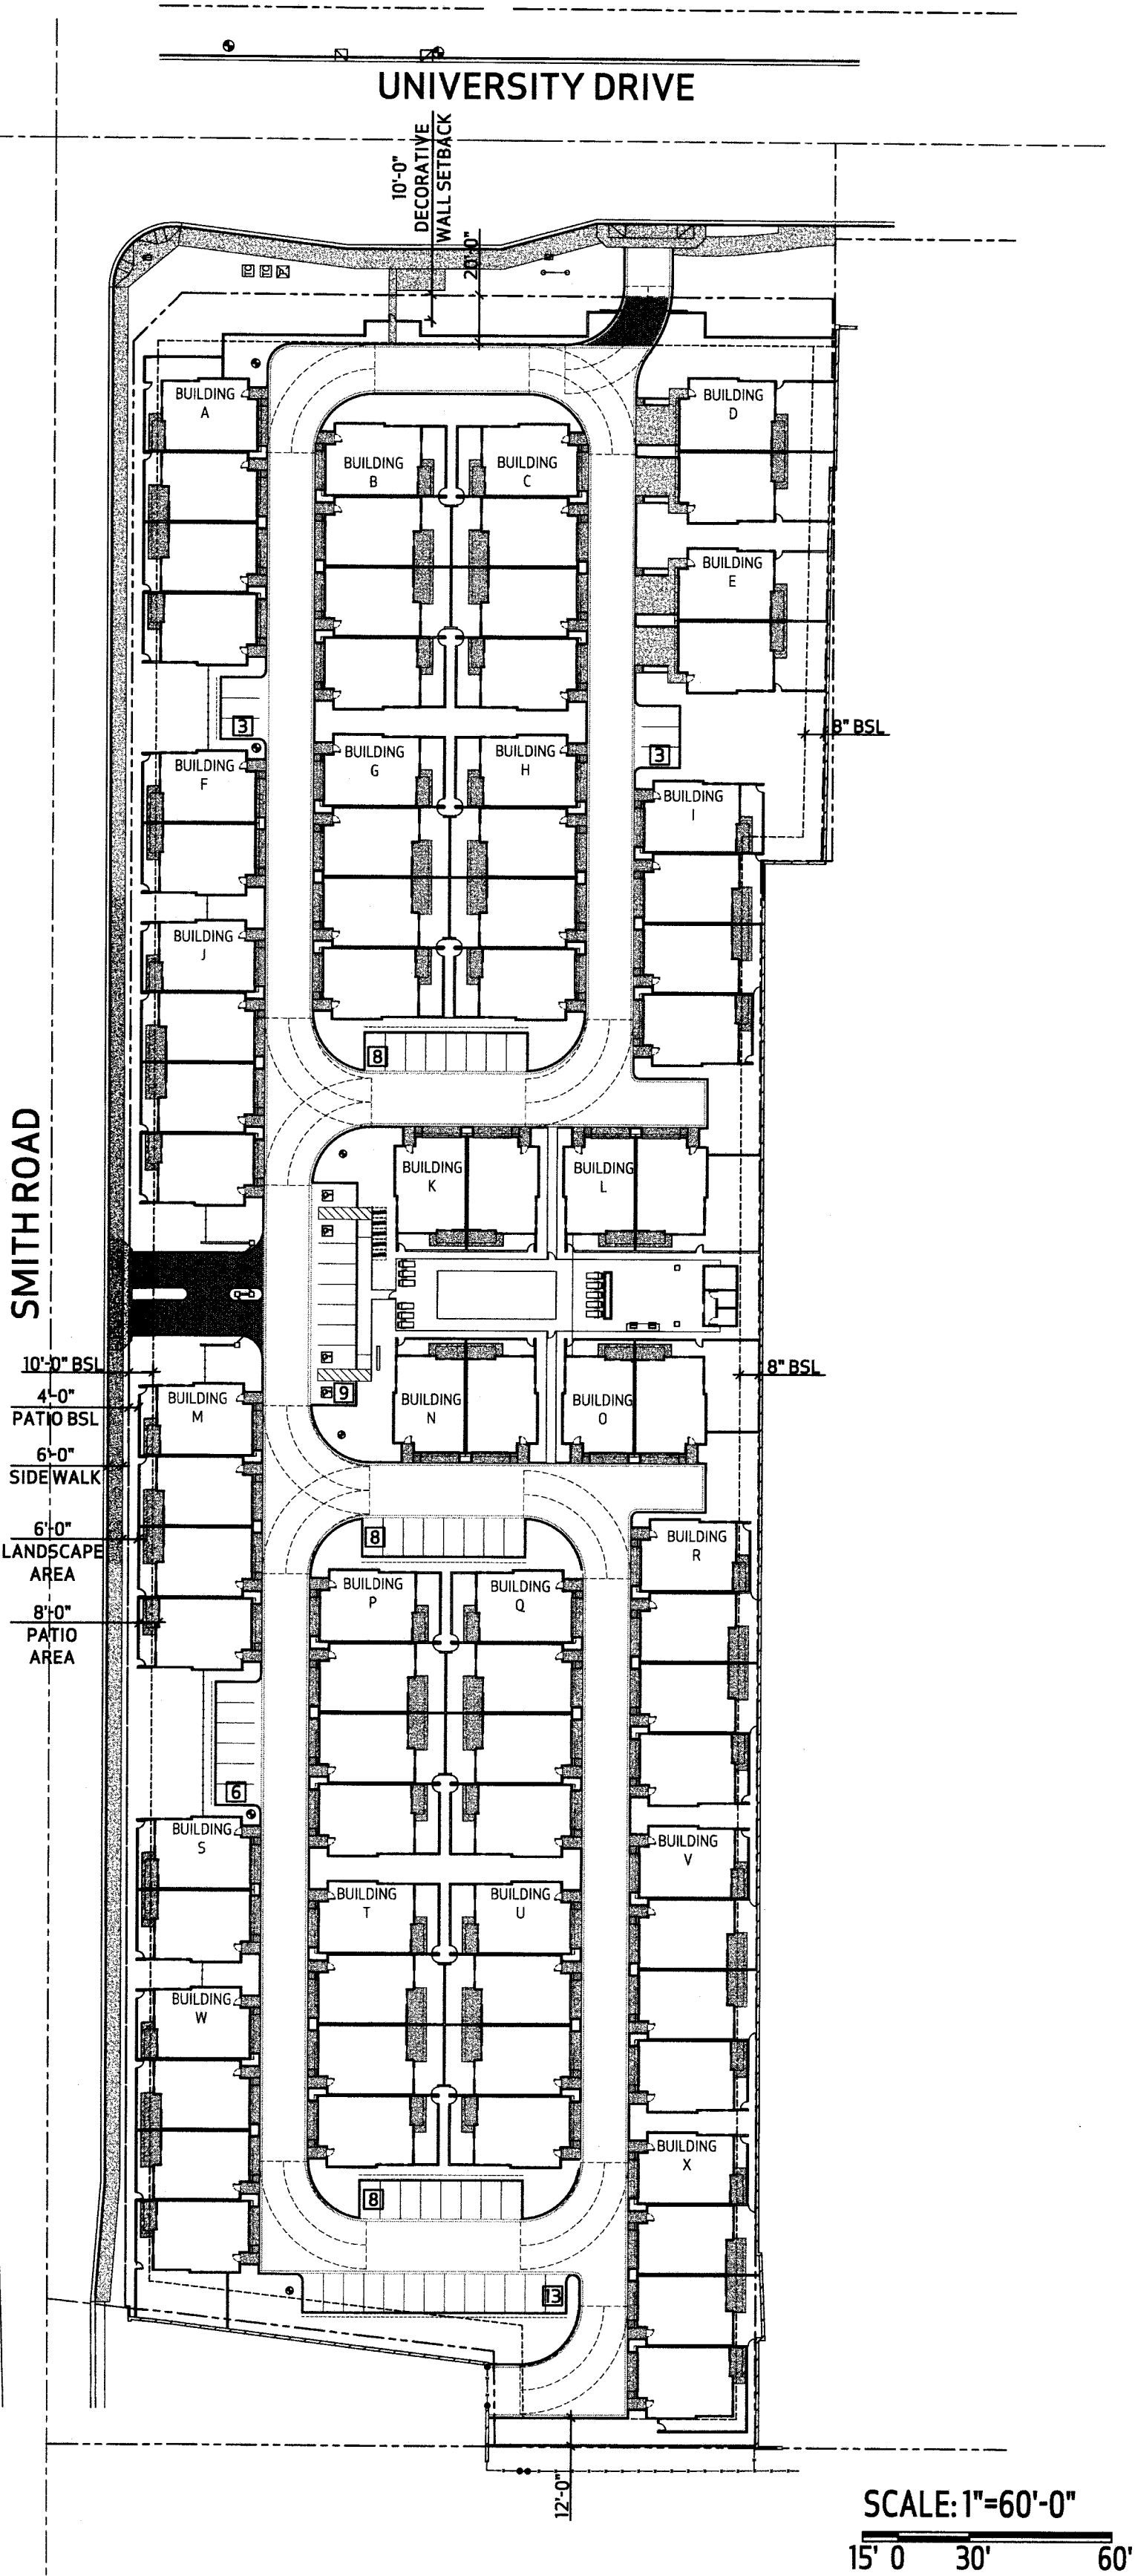 UNIVERSITY DRIVE
10'-0"
DECORATIVE
WALL SETBACK
20'-0"
BUILDING
A
BUILDING
D
BUILDING
B
BUILDING
C
BUILDING
E
3
8" BSL
3
BUILDING
F
BUILDING
G
BUILDING
H
BUILDING
I
BUILDING
J
8
SMITH ROAD
BUILDING
K
BUILDING
L
10'-0" BSL
8" BSL
4'-0"
PATIO BSL
BUILDING
M
9
BUILDING
N
BUILDING
O
6'-0"
SIDE WALK
6'-0"
LANDSCAPE
AREA
8
BUILDING
R
8'-0"
PATIO
AREA
BUILDING
P
BUILDING
Q
6
BUILDING
S
BUILDING
V
BUILDING
T
BUILDING
U
BUILDING
W
BUILDING
X
8
13
12'-0"
SCALE: 1"=60'-0"
15' 0 30' 60'